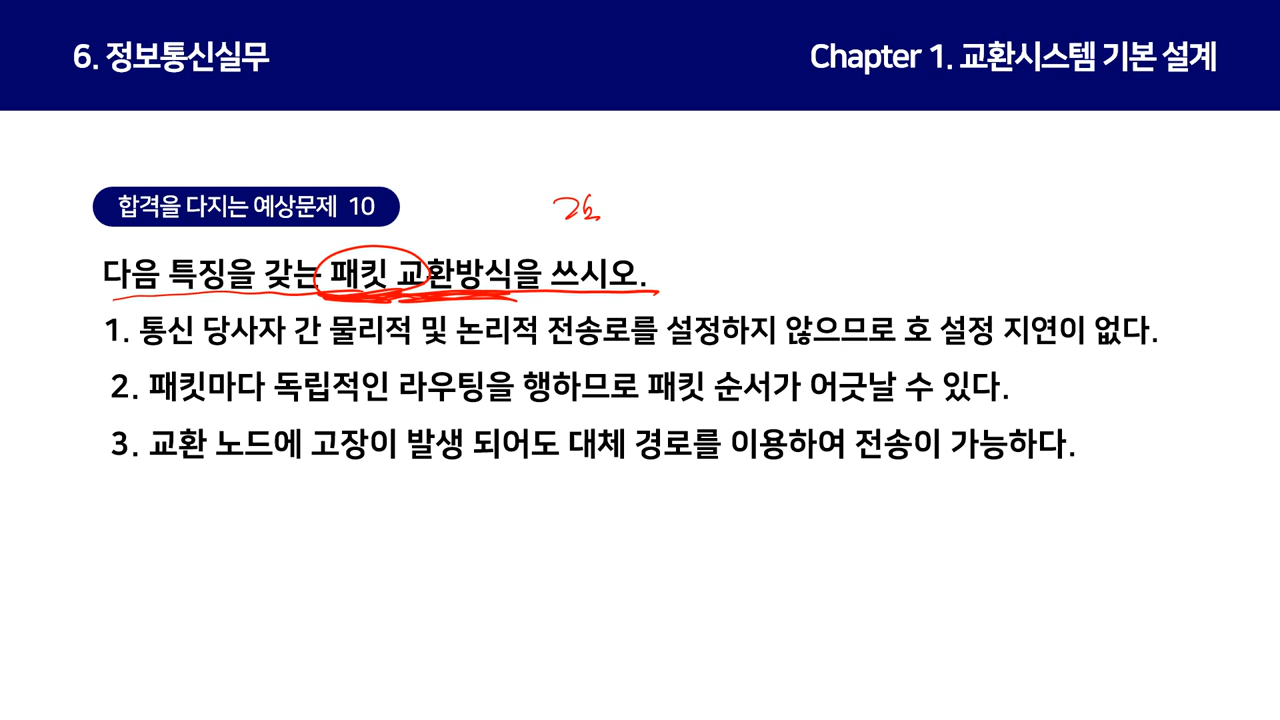 6. 정보통신실무
Chapter 1. 교환시스템 기본 설계
합격을 다지는 예상문제 10
다음 특징을 갖는 패킷 교환방식을 쓰시오.
1. 통신 당사자 간 물리적 및 논리적 전송로를 설정하지 않으므로 호 설정 지연이 없다.
2. 패킷마다 독립적인 라우팅을 행하므로 패킷 순서가 어긋날 수 있다.
3. 교환 노드에 고장이 발생 되어도 대체 경로를 이용하여 전송이 가능하다.